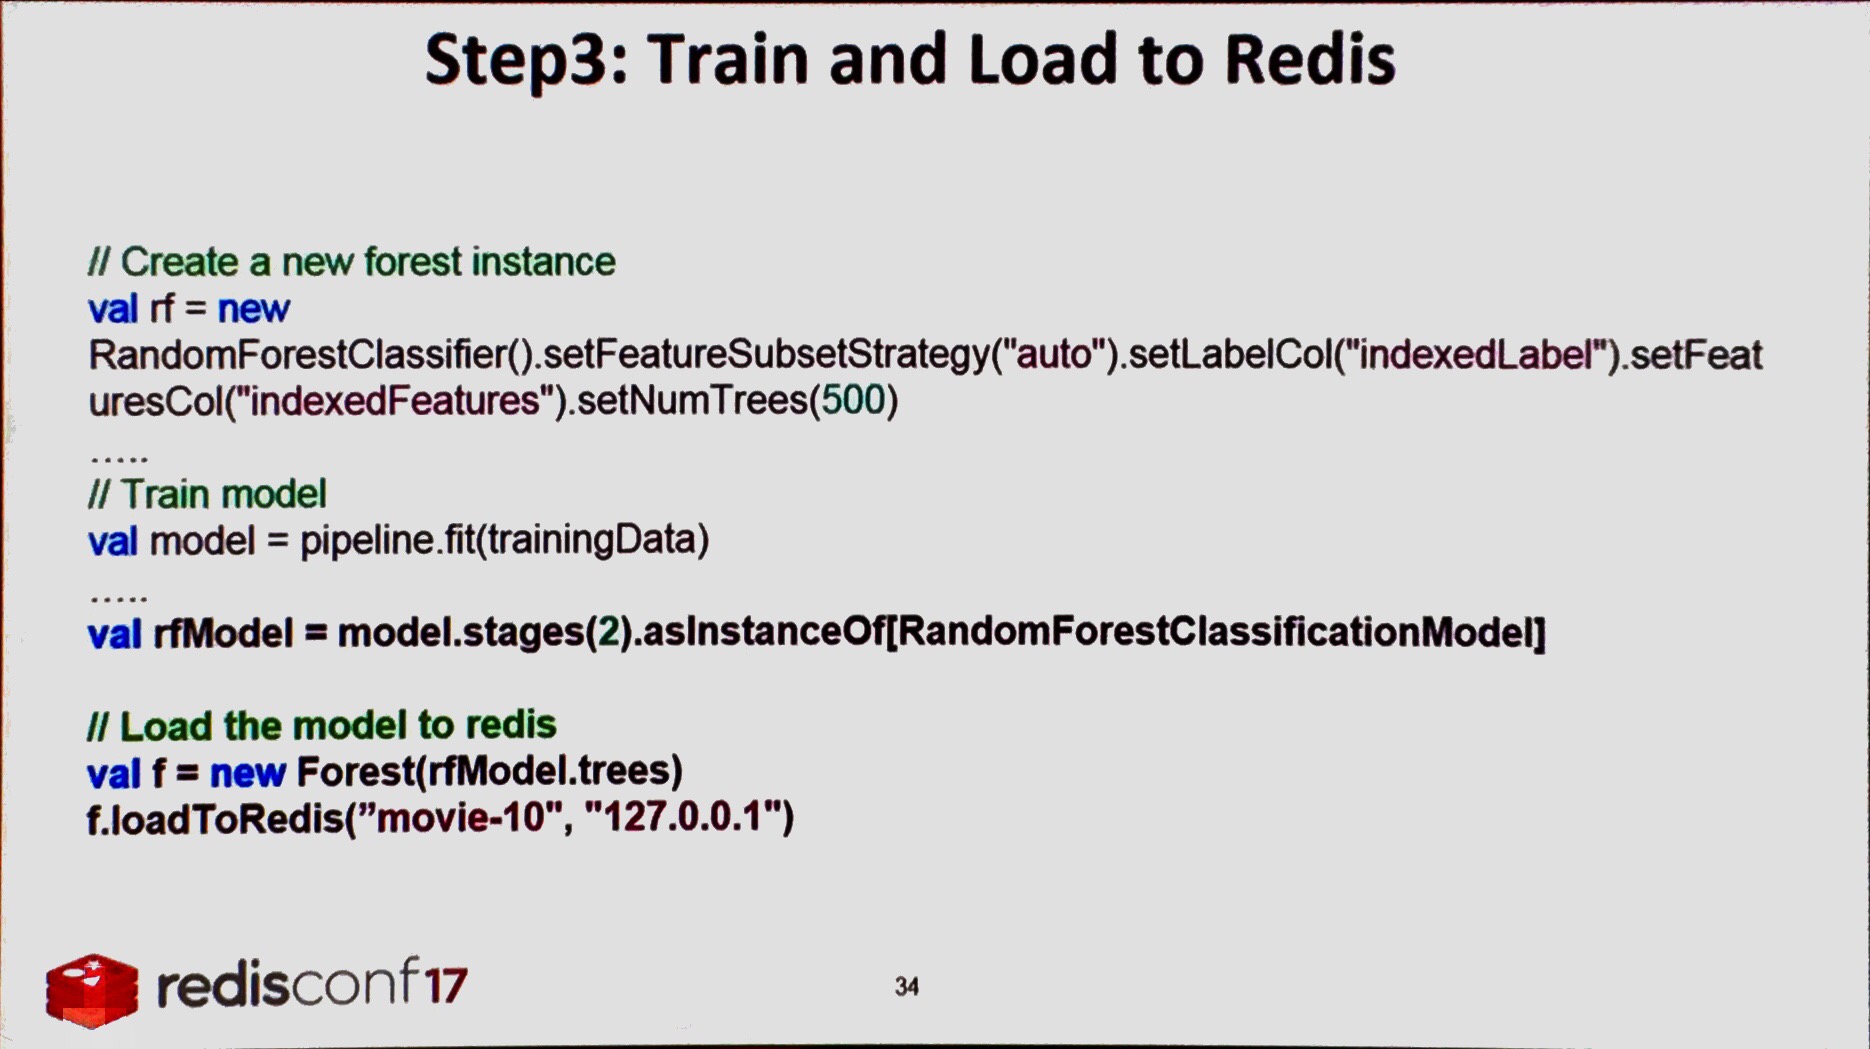 Step3: Train and Load to Redis
// Create a new forest instance
val rf = new
RandomForestClassifier().setFeatureSubsetStrategy("auto").setLabelCol("indexedLabel").setFeat
uresCol("indexedFeatures").setNumTrees(500)
.....
// Train model
val model = pipeline.fit(trainingData)
.....
val rfModel = model.stages(2).asInstanceOf[RandomForestClassificationModel]
// Load the model to redis
val f = new Forest(rfModel.trees)
f.loadToRedis(”movie-10", "127.0.0.1")
redisconf17
34